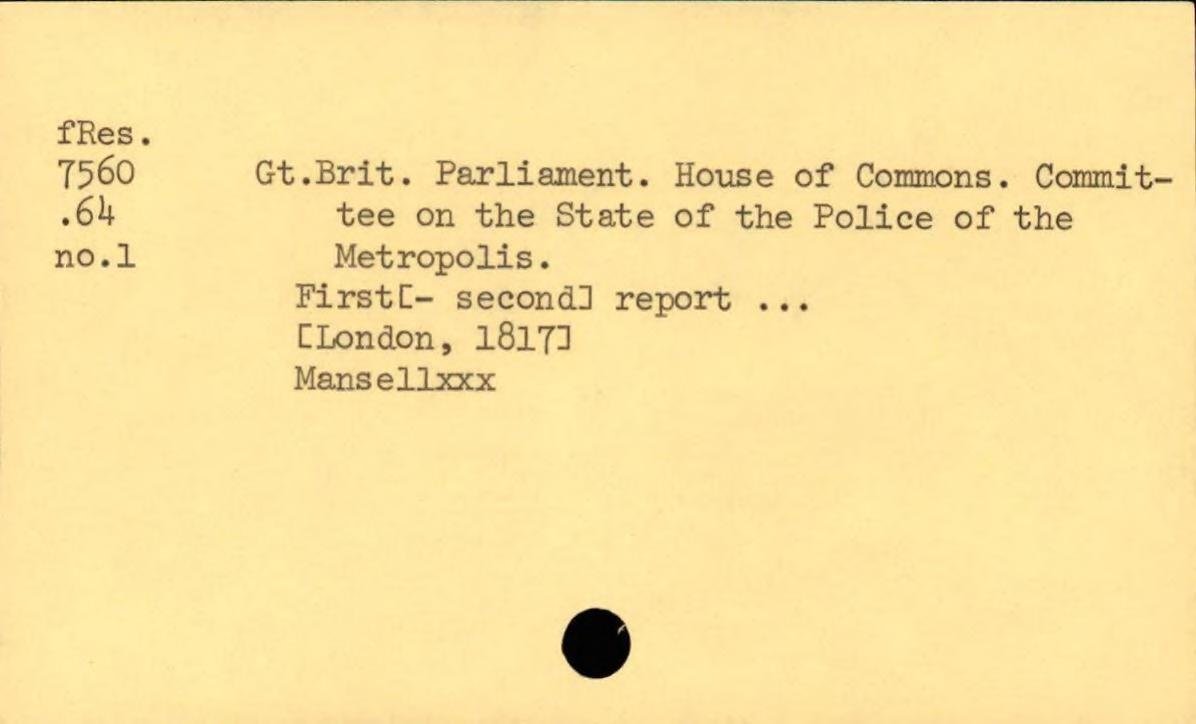 fRes.
7560 Gt.Brit. Parliament. House of Commons. Commit-
.64 tee on the State of the Police of the
no.1 Metropolis.
First[- second] report ...
[London, 1817]
Mansellxxx